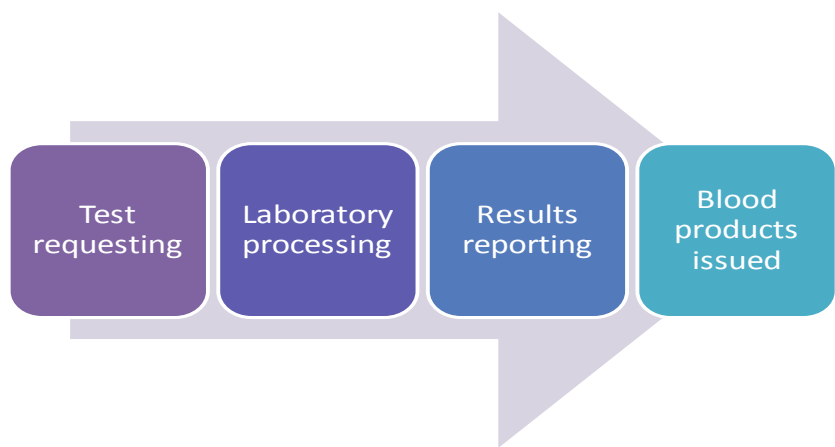 Test
requesting
Laboratory
processing
Results
reporting
Blood
products
issued